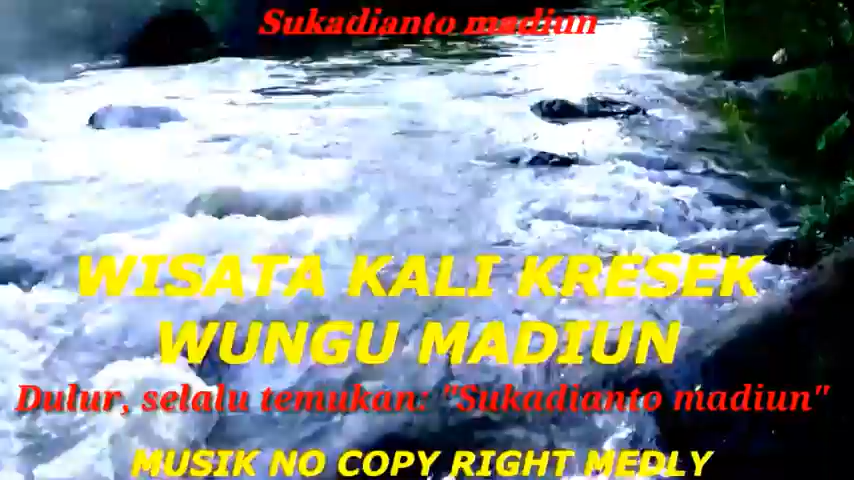 Sukadianto madiun
WISATA KALI KRESEK
WUNGU MADIUN
Dulur, selalu temukan: "Sukadianto madiun"
MUSIK NO COPY RIGHT MEDLY